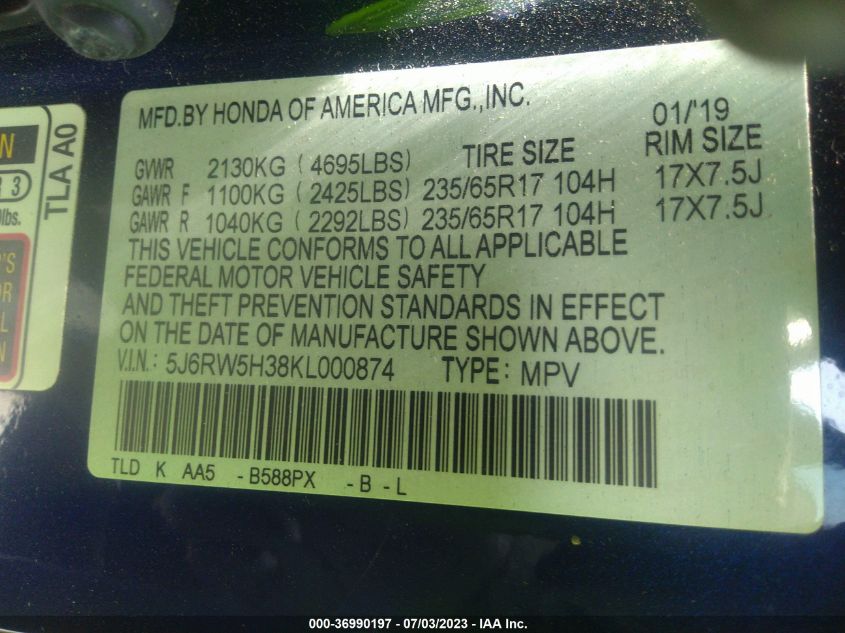 MFD.BY HONDA OF AMERICA MFG.,INC. 01/'19
GVWR 2130KG (4695LBS) TIRE SIZE RIM SIZE
GAWR F 1100KG (2425LBS) 235/65R17 104H 17X7.5J
GAWR R 1040KG (2292LBS) 235/65R17 104H 17X7.5J
THIS VEHICLE CONFORMS TO ALL APPLICABLE
FEDERAL MOTOR VEHICLE SAFETY
AND THEFT PREVENTION STANDARDS IN EFFECT
ON THE DATE OF MANUFACTURE SHOWN ABOVE.
V.I.N.: 5J6RW5H38KL000874 TYPE: MPV
TLD K AA5 -B588PX -B -L
TLA A0
N
3
lbs.
'S
OR
L
000-36990197 - 07/03/2023 - IAA Inc.